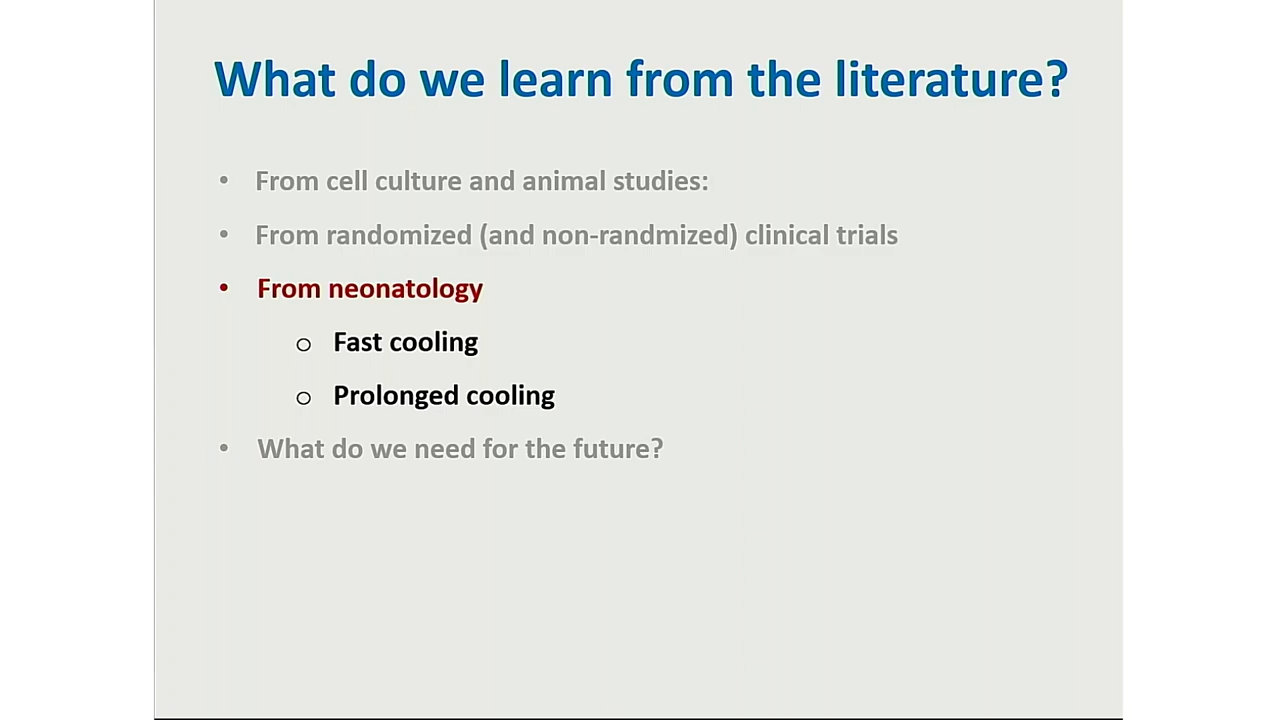 What do we learn from the literature?
• From cell culture and animal studies:
• From randomized (and non-randmized) clinical trials
• From neonatology
o Fast cooling
o Prolonged cooling
• What do we need for the future?